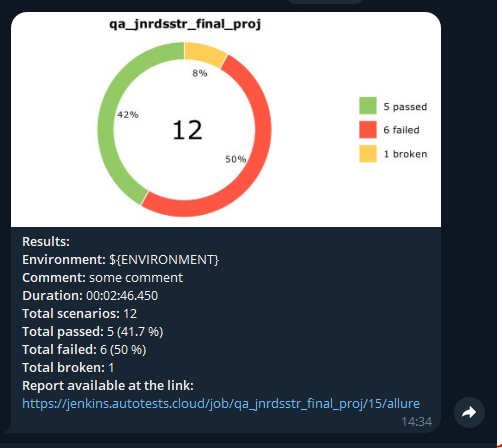 qa_jnrdsstr_final_proj
8%
42%
12
50%
5 passed
6 failed
1 broken
Results:
Environment: ${ENVIRONMENT}
Comment: some comment
Duration: 00:02:46.450
Total scenarios: 12
Total passed: 5 (41.7 %)
Total failed: 6 (50 %)
Total broken: 1
Report available at the link:
https://jenkins.autotests.cloud/job/qa_jnrdsstr_final_proj/15/allure
14:34